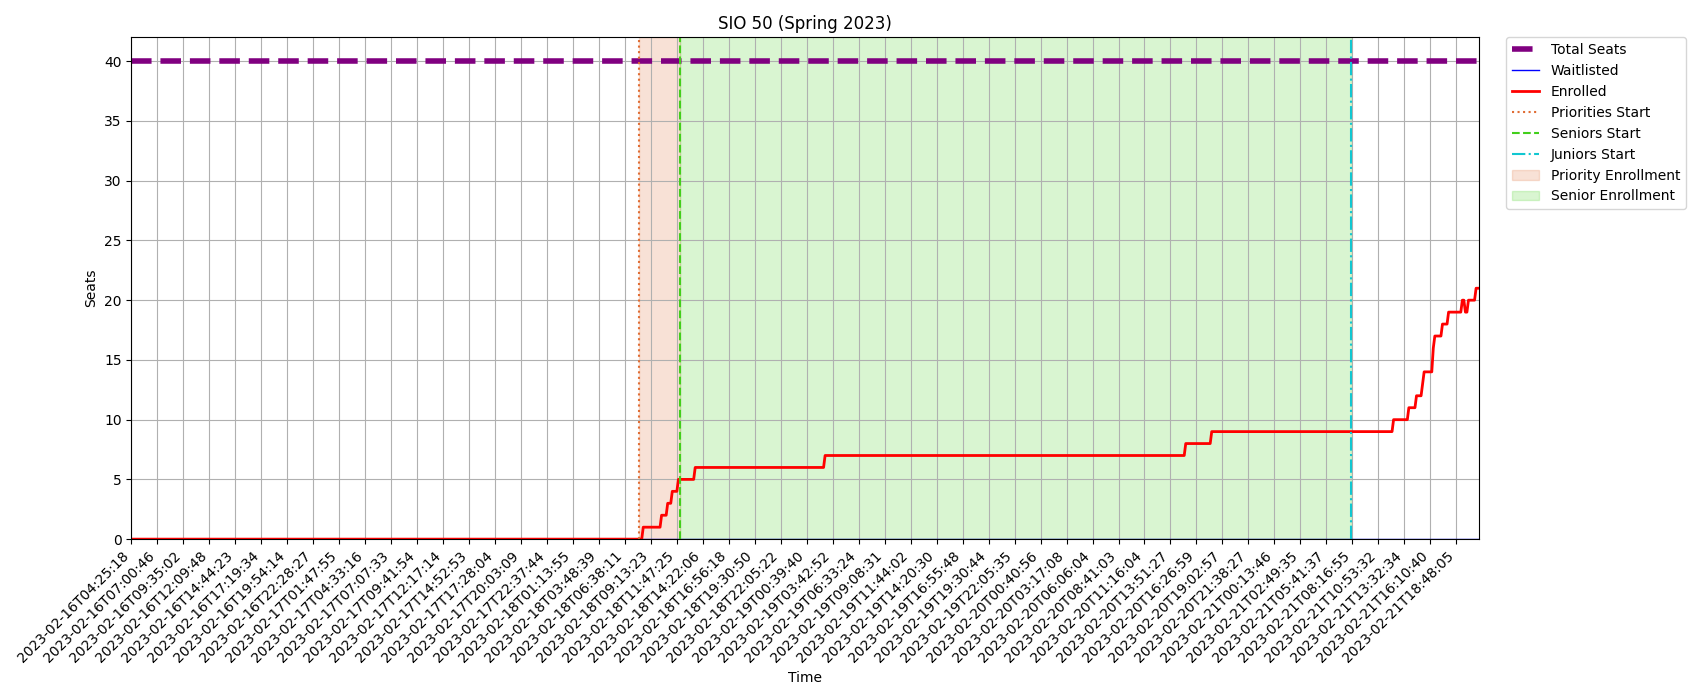 SIO 50 (Spring 2023)
Total Seats
Waitlisted
Enrolled
Priorities Start
Seniors Start
Juniors Start
Priority Enrollment
Senior Enrollment
Seats
40
35
30
25
20
15
10
5
0
2023-02-16T04:25:18
2023-02-16T07:00:46
2023-02-16T09:35:02
2023-02-16T12:09:48
2023-02-16T14:44:23
2023-02-16T17:19:34
2023-02-16T19:54:14
2023-02-16T22:28:27
2023-02-17T01:47:55
2023-02-17T04:33:16
2023-02-17T07:07:33
2023-02-17T09:41:54
2023-02-17T12:17:14
2023-02-17T14:52:53
2023-02-17T17:28:04
2023-02-17T20:03:09
2023-02-17T22:37:44
2023-02-18T01:13:55
2023-02-18T03:48:39
2023-02-18T06:38:11
2023-02-18T09:13:23
2023-02-18T11:47:25
2023-02-18T14:22:06
2023-02-18T16:56:18
2023-02-18T19:30:50
2023-02-18T22:05:22
2023-02-19T00:39:40
2023-02-19T03:42:52
2023-02-19T06:33:24
2023-02-19T09:08:31
2023-02-19T11:44:02
2023-02-19T14:20:30
2023-02-19T16:55:48
2023-02-19T19:30:44
2023-02-19T22:05:35
2023-02-20T00:40:56
2023-02-20T03:17:08
2023-02-20T06:06:04
2023-02-20T08:41:03
2023-02-20T11:16:04
2023-02-20T13:51:27
2023-02-20T16:26:59
2023-02-20T19:02:57
2023-02-20T21:38:27
2023-02-21T00:13:46
2023-02-21T02:49:35
2023-02-21T05:41:37
2023-02-21T08:16:55
2023-02-21T10:53:32
2023-02-21T13:32:34
2023-02-21T16:10:40
2023-02-21T18:48:05
Time